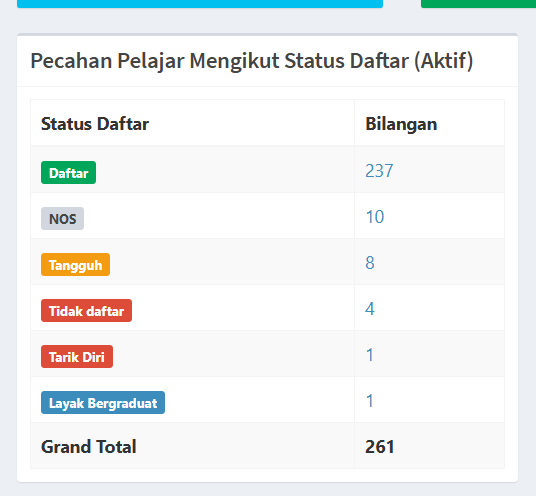 Pecahan Pelajar Mengikut Status Daftar (Aktif)
Status Daftar Bilangan
Daftar 237
NOS 10
Tangguh 8
Tidak daftar 4
Tarik Diri 1
Layak Bergraduat 1
Grand Total 261